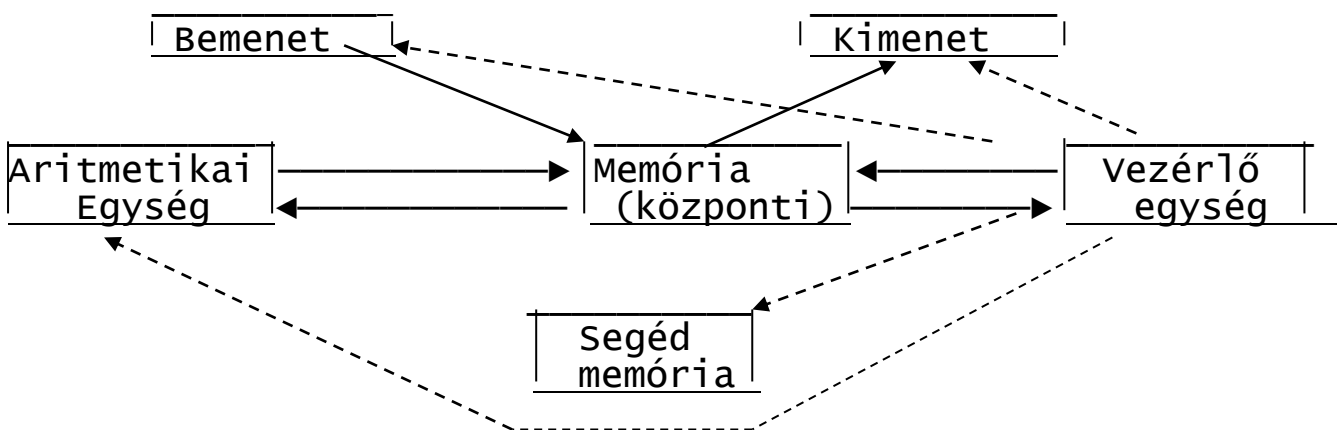 Bemenet
Kimenet
Aritmetikai
Egység
Memória
(központi)
Vezérlő
egység
Segéd
memória